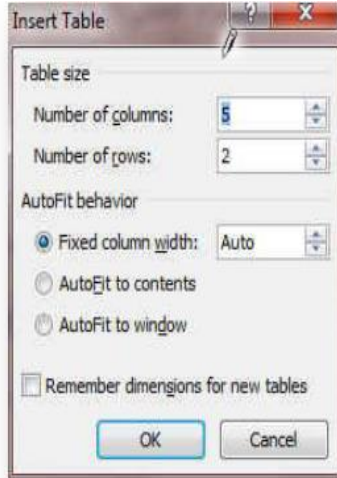 Insert Table
Table size
Number of columns: 5
Number of rows: 2
AutoFit behavior
Fixed column width: Auto
AutoFit to contents
AutoFit to window
Remember dimensions for new tables
OK Cancel